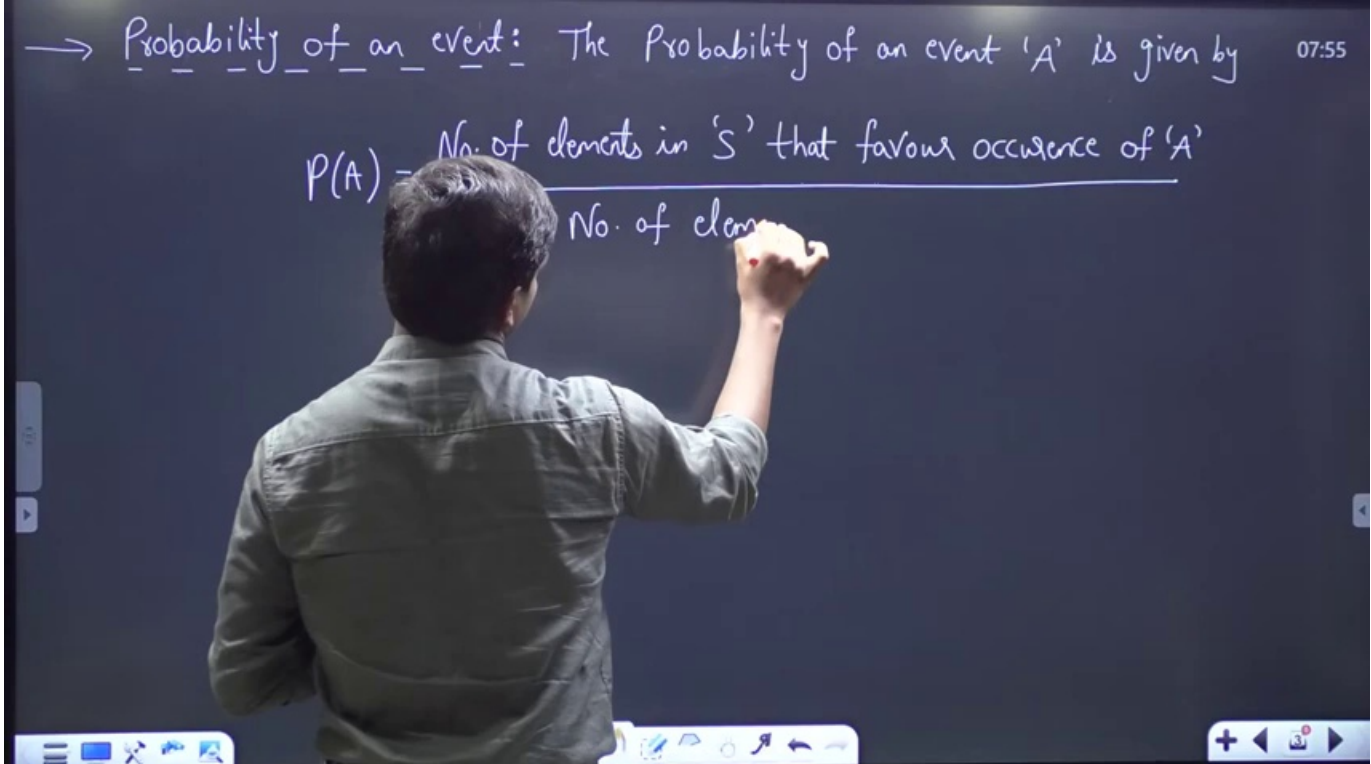 → Probability of an event: The Probability of an event 'A' is given by
07:55
P(A) = No. of elements in 'S' that favour occurence of 'A'
No. of elem
3